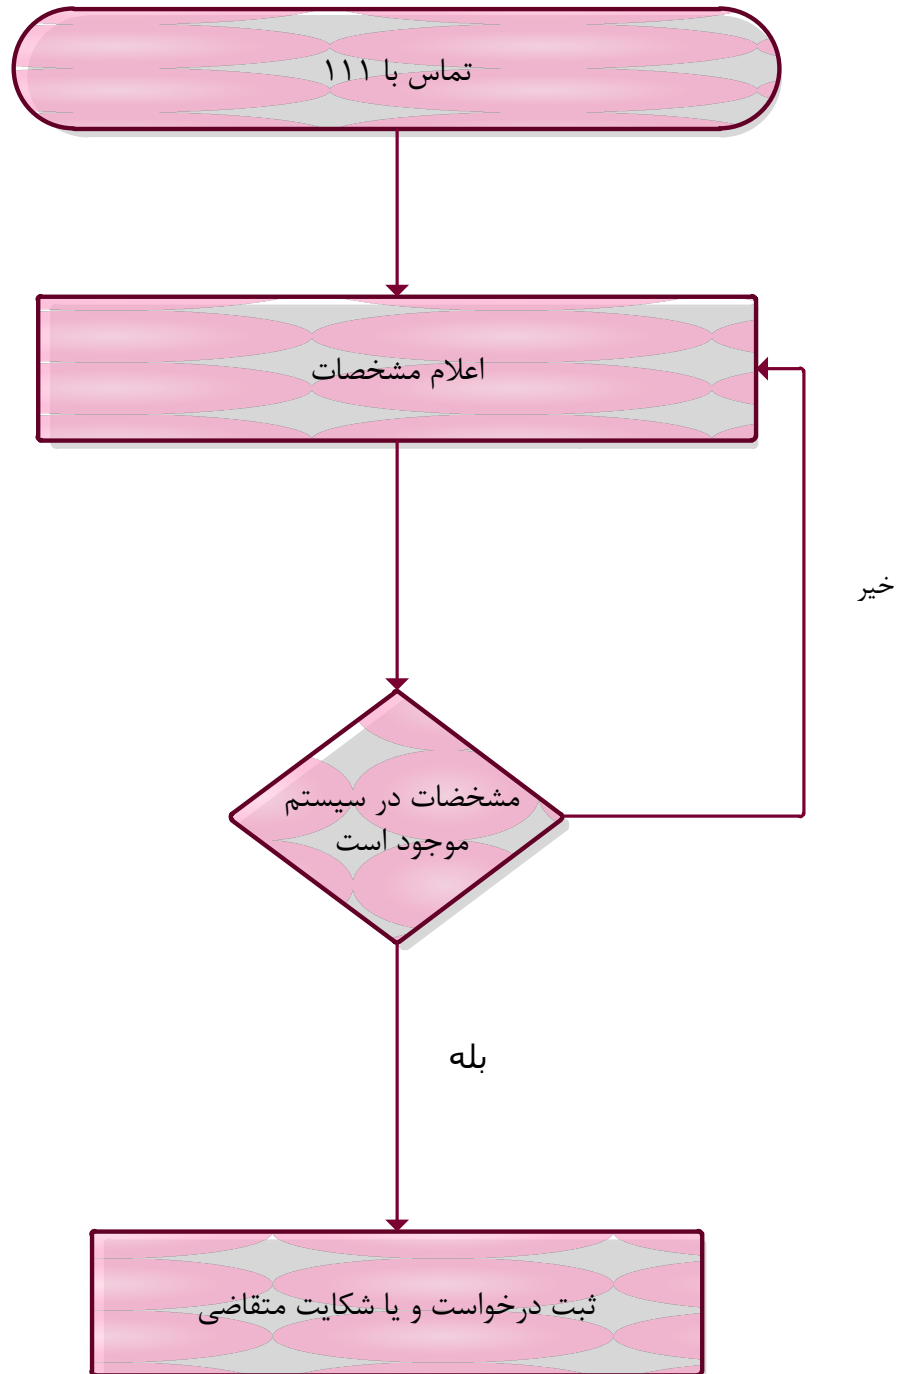 تماس با ۱۱۱
اعلام مشخصات
خیر
مشخضات در سیستم
موجود است
بله
ثبت درخواست و یا شکایت متقاضی